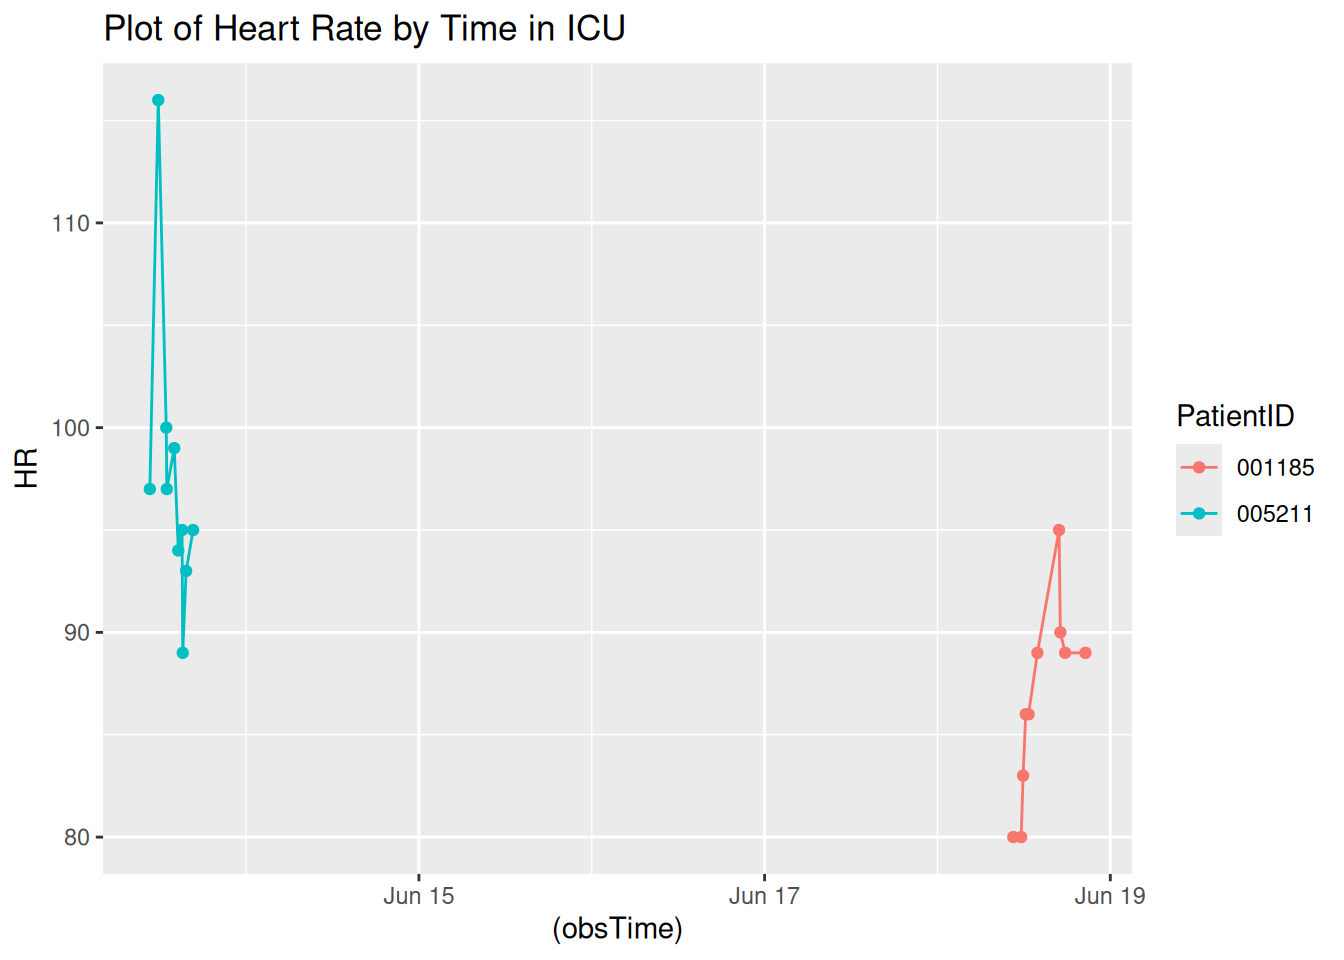 Plot of Heart Rate by Time in ICU
HR
110
100
90
80
Jun 15
Jun 17
Jun 19
(obsTime)
PatientID
001185
005211